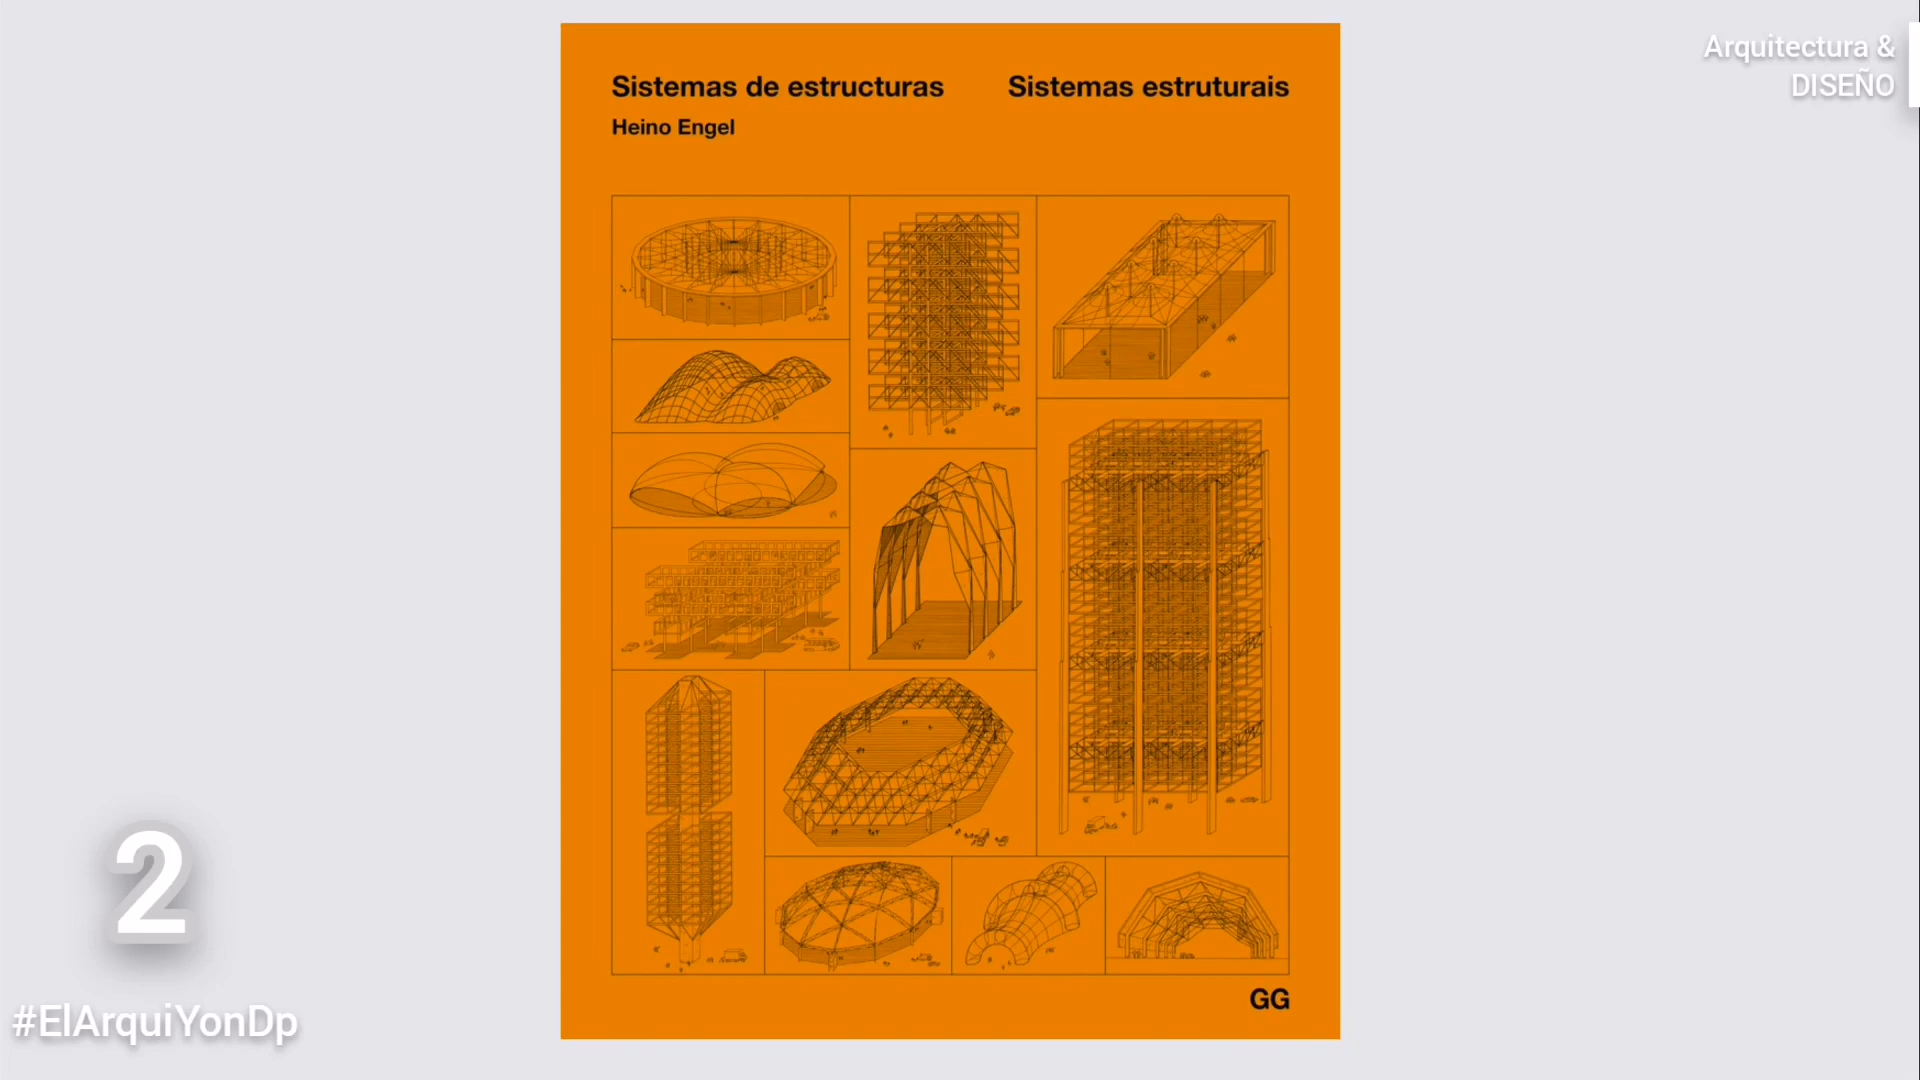 Sistemas de estructuras
Sistemas estruturais
Heino Engel
GG
Arquitectura &
DISEÑO
2
#ElArquiYonDp